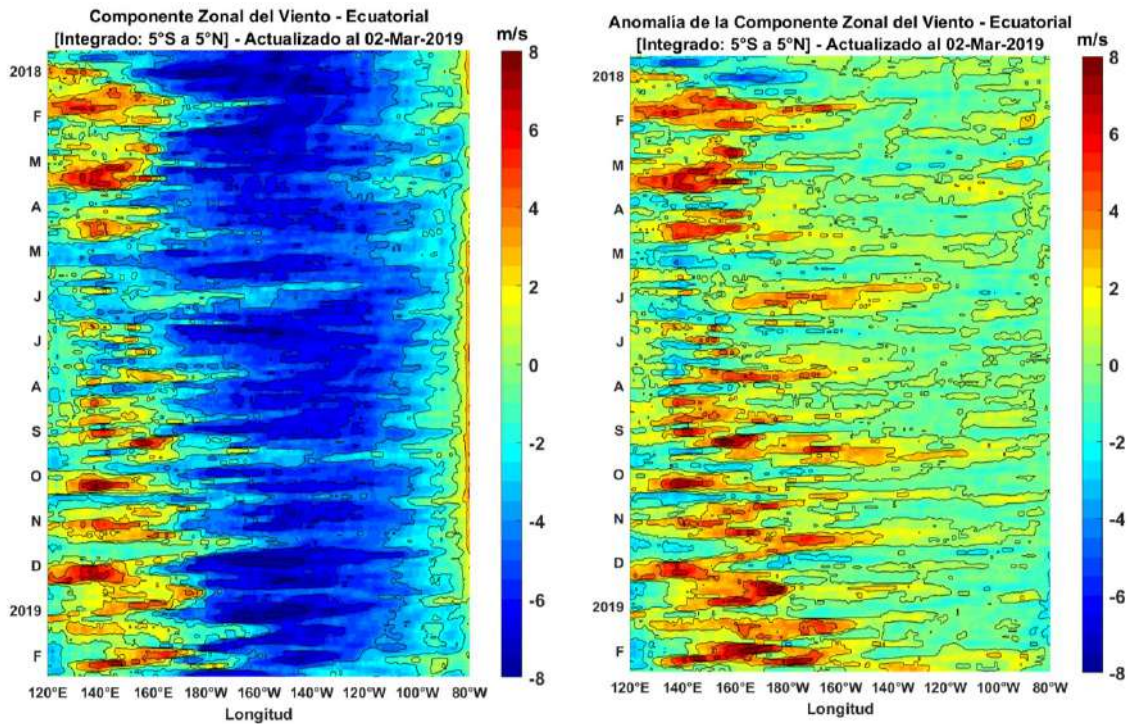 Componente Zonal del Viento - Ecuatorial
[Integrado: 5°S a 5°N] - Actualizado al 02-Mar-2019
m/s
8
6
4
2
0
-2
-4
-6
-8
2018
F
M
A
M
J
J
A
S
O
N
D
2019
F
120°E 140°E 160°E 180°W 160°W 140°W 120°W 100°W 80°W
Longitud
Anomalía de la Componente Zonal del Viento - Ecuatorial
[Integrado: 5°S a 5°N] - Actualizado al 02-Mar-2019
m/s
8
6
4
2
0
-2
-4
-6
-8
2018
F
M
A
M
J
J
A
S
O
N
D
2019
F
120°E 140°E 160°E 180°W 160°W 140°W 120°W 100°W 80°W
Longitud